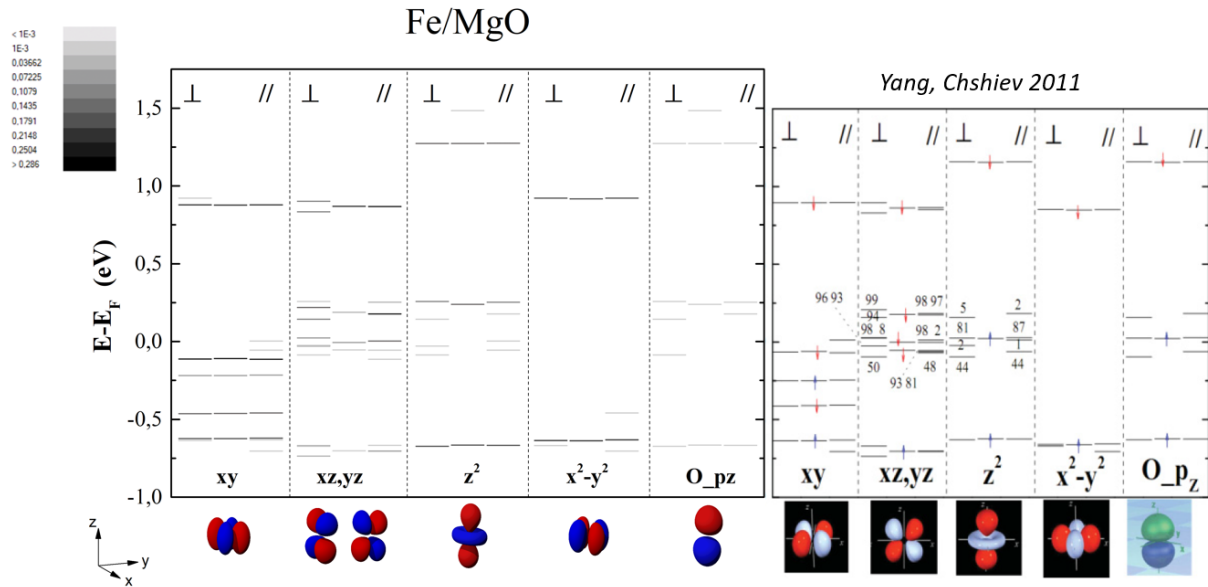 Fe/MgO
< 1E-3
1E-3
0,03662
0,07225
0,1079
0,1435
0,1791
0,2148
0,2504
> 0.286
Yang, Chshiev 2011
⊥ // ⊥ // ⊥ // ⊥ // ⊥ //
E-E_F (eV)
1,5
1,0
0,5
0,0
-0,5
-1,0
xy xz,yz z² x²-y² O_pz
z
y
x
⊥ // ⊥ // ⊥ // ⊥ // ⊥ //
96 93 99 98 97 5 2
94
98 8 98 2 81 87
2 1
50 48 44 44
93 81
xy xz,yz z² x²-y² O_p_z